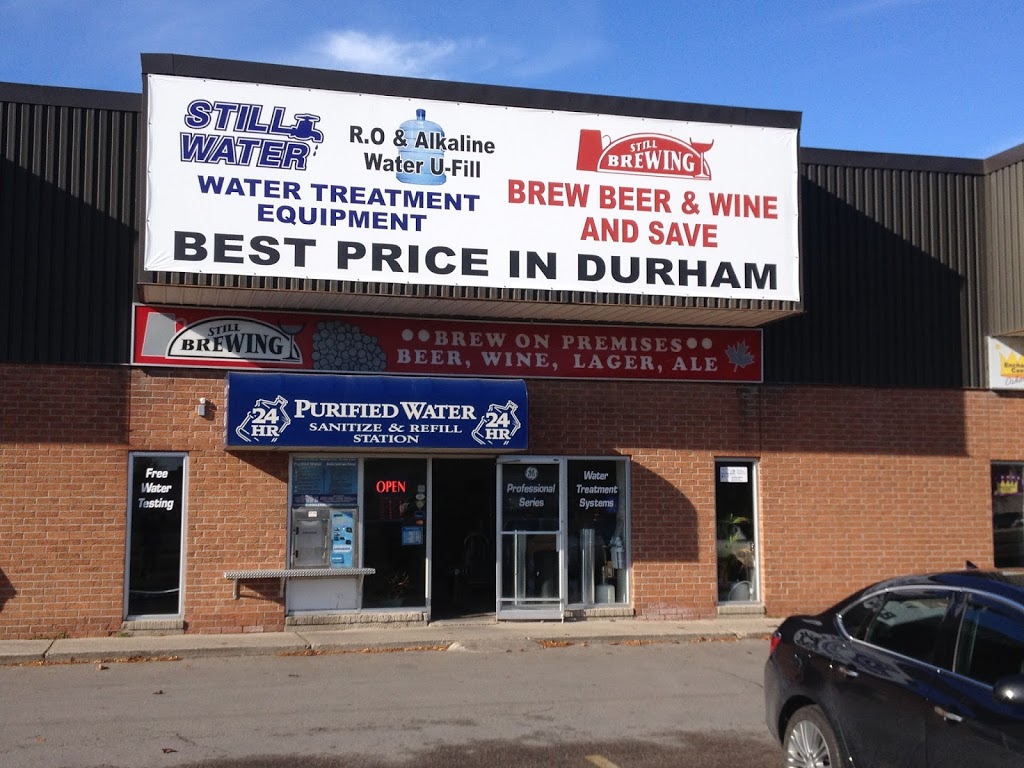 STILL
WATER
R.O & Alkaline
Water U-Fill
WATER TREATMENT
EQUIPMENT
STILL
BREWING
BREW BEER & WINE
AND SAVE
BEST PRICE IN DURHAM
STILL
BREWING
BREW ON PREMISES
BEER, WINE, LAGER, ALE
24
HR
PURIFIED WATER
SANITIZE & REFILL
STATION
24
HR
Free
Water
Testing
OPEN
GE
Professional
Series
Water
Treatment
Systems